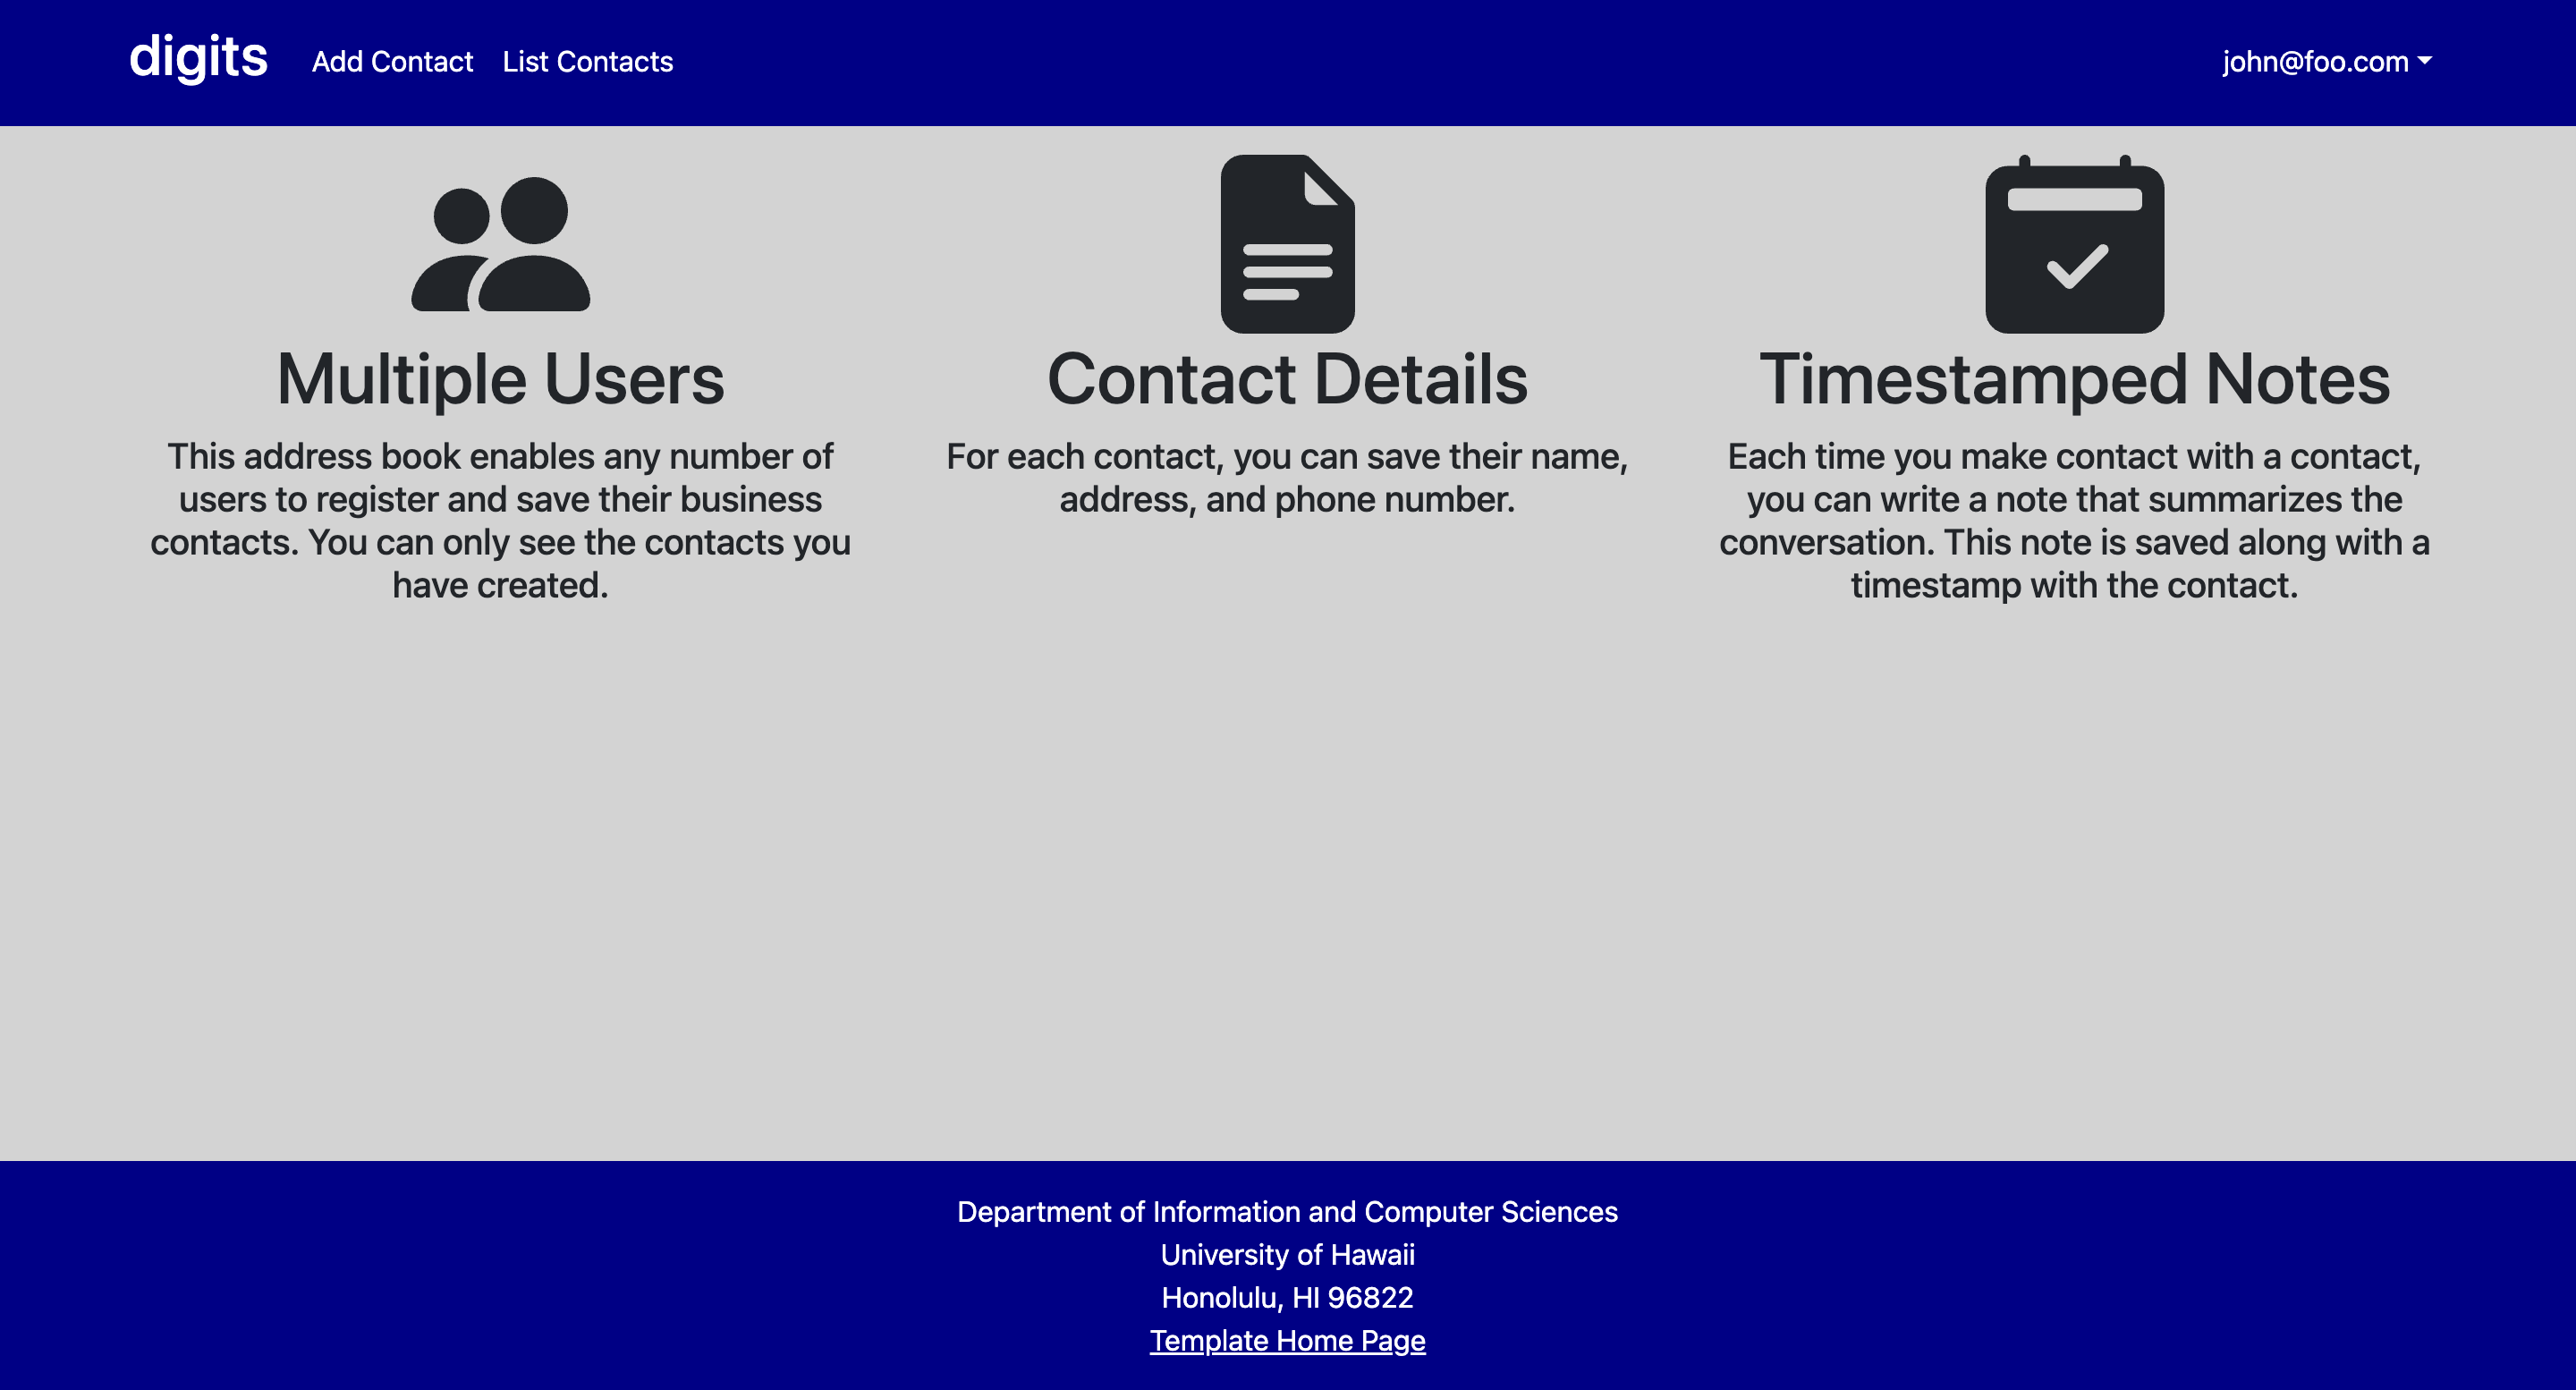 digits
Add Contact
List Contacts
john@foo.com
Multiple Users
This address book enables any number of
users to register and save their business
contacts. You can only see the contacts you
have created.
Contact Details
For each contact, you can save their name,
address, and phone number.
Timestamped Notes
Each time you make contact with a contact,
you can write a note that summarizes the
conversation. This note is saved along with a
timestamp with the contact.
Department of Information and Computer Sciences
University of Hawaii
Honolulu, HI 96822
Template Home Page